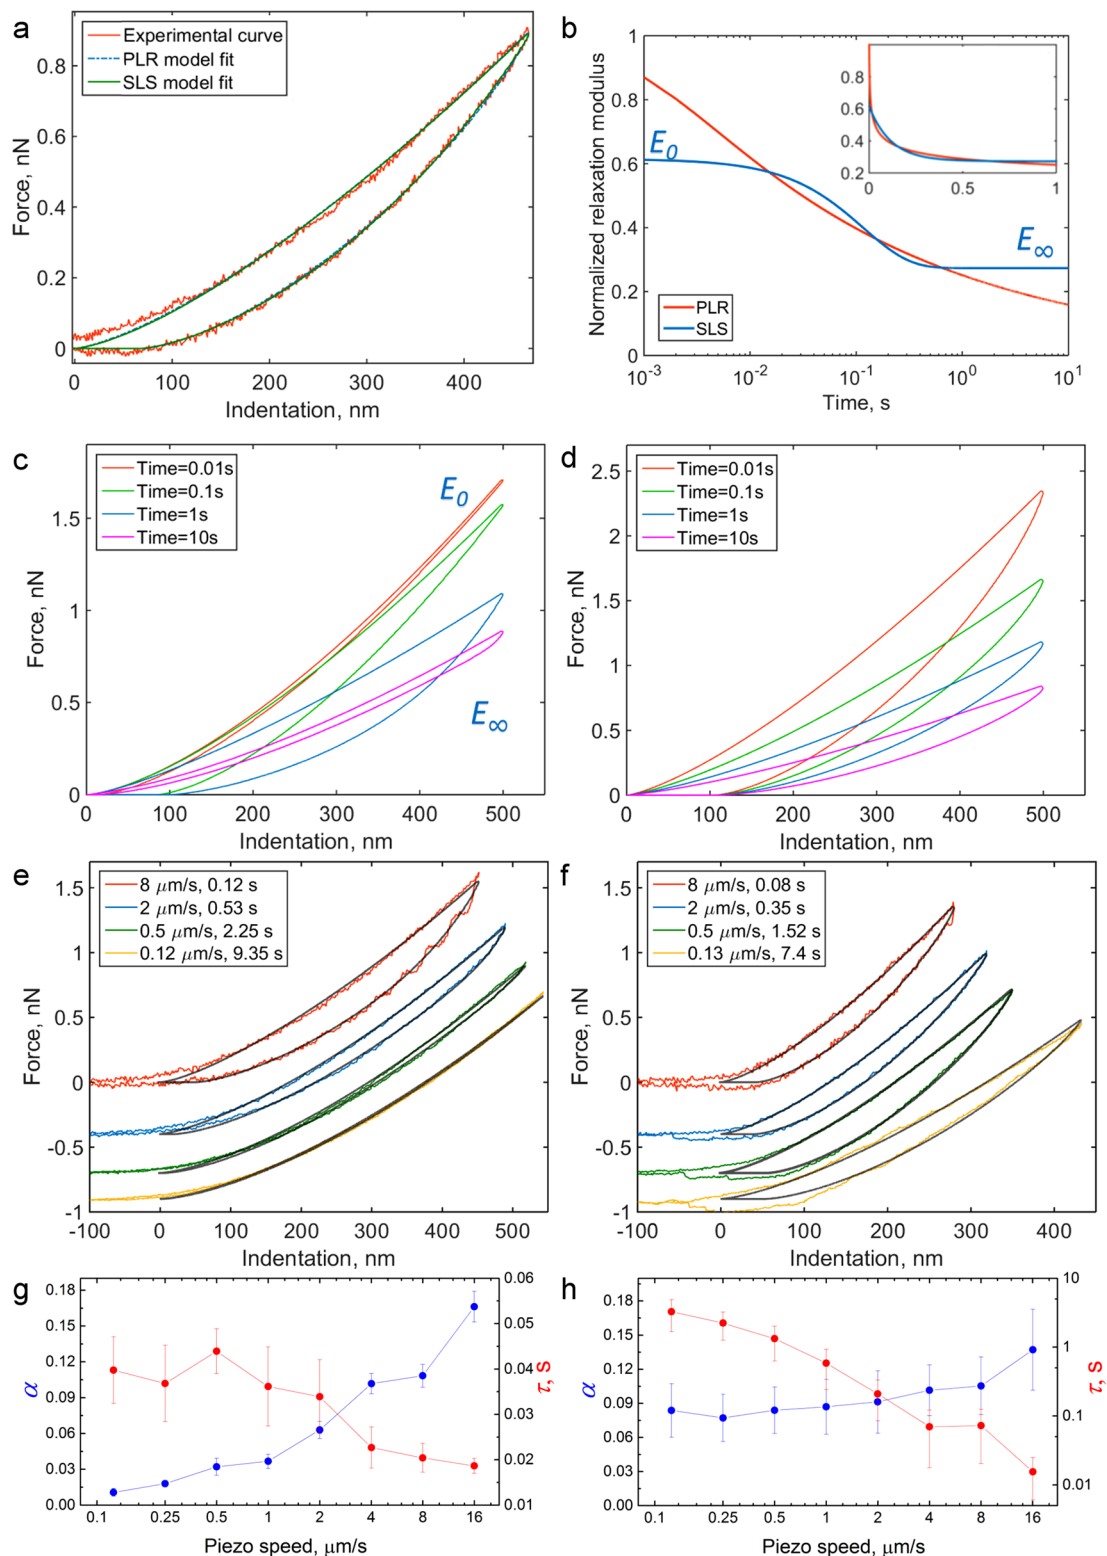 a
Experimental curve
PLR model fit
SLS model fit
0.8
0.6
0.4
0.2
0
Force, nN
0 100 200 300 400
Indentation, nm
b
1
0.8
0.6
0.4
0.2
0
Normalized relaxation modulus
E0
E∞
PLR
SLS
0.8
0.6
0.4
0.2
0 0.5 1
10-3 10-2 10-1 100 101
Time, s
c
Time=0.01s
Time=0.1s
Time=1s
Time=10s
E0
E∞
1.5
1
0.5
0
Force, nN
0 100 200 300 400 500
Indentation, nm
d
Time=0.01s
Time=0.1s
Time=1s
Time=10s
2.5
2
1.5
1
0.5
0
Force, nN
0 100 200 300 400 500
Indentation, nm
e
8 μm/s, 0.12 s
2 μm/s, 0.53 s
0.5 μm/s, 2.25 s
0.12 μm/s, 9.35 s
1.5
1
0.5
0
-0.5
-1
Force, nN
-100 0 100 200 300 400 500
Indentation, nm
f
8 μm/s, 0.08 s
2 μm/s, 0.35 s
0.5 μm/s, 1.52 s
0.13 μm/s, 7.4 s
1.5
1
0.5
0
-0.5
-1
Force, nN
-100 0 100 200 300 400
Indentation, nm
g
0.18
0.15
0.12
0.09
0.06
0.03
0.00
α
0.06
0.05
0.04
0.03
0.02
0.01
τ, s
0.1 0.25 0.5 1 2 4 8 16
Piezo speed, μm/s
h
0.18
0.15
0.12
0.09
0.06
0.03
0.00
α
10
1
0.1
0.01
τ, s
0.1 0.25 0.5 1 2 4 8 16
Piezo speed, μm/s